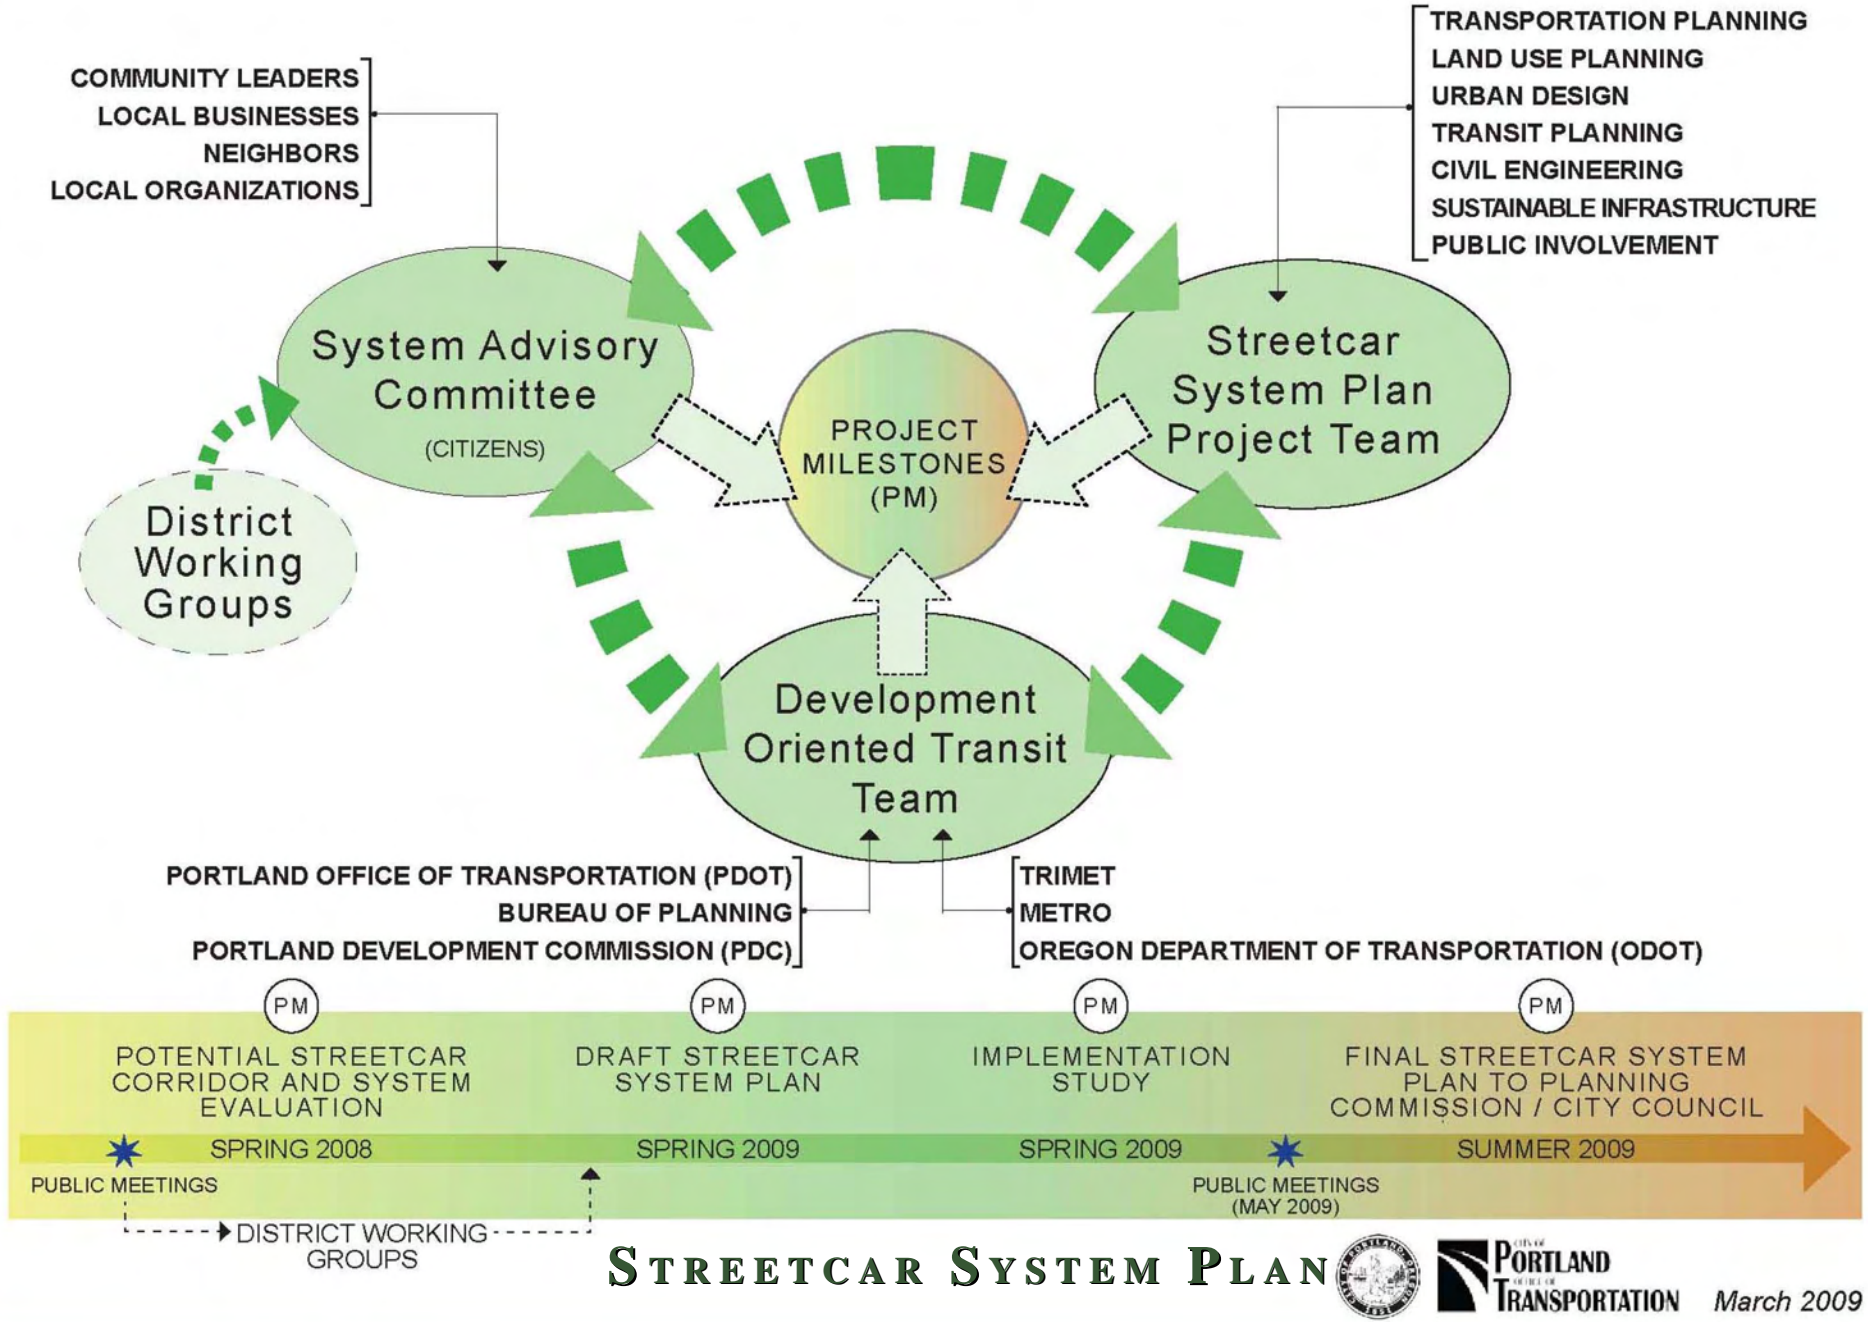 COMMUNITY LEADERS
LOCAL BUSINESSES
NEIGHBORS
LOCAL ORGANIZATIONS
TRANSPORTATION PLANNING
LAND USE PLANNING
URBAN DESIGN
TRANSIT PLANNING
CIVIL ENGINEERING
SUSTAINABLE INFRASTRUCTURE
PUBLIC INVOLVEMENT
System Advisory
Committee
(CITIZENS)
Streetcar
System Plan
Project Team
PROJECT
MILESTONES
(PM)
District
Working
Groups
Development
Oriented Transit
Team
PORTLAND OFFICE OF TRANSPORTATION (PDOT)
BUREAU OF PLANNING
PORTLAND DEVELOPMENT COMMISSION (PDC)
TRIMET
METRO
OREGON DEPARTMENT OF TRANSPORTATION (ODOT)
PM
PM
PM
PM
POTENTIAL STREETCAR
CORRIDOR AND SYSTEM
EVALUATION
DRAFT STREETCAR
SYSTEM PLAN
IMPLEMENTATION
STUDY
FINAL STREETCAR SYSTEM
PLAN TO PLANNING
COMMISSION / CITY COUNCIL
SPRING 2008
SPRING 2009
SPRING 2009
SUMMER 2009
PUBLIC MEETINGS
PUBLIC MEETINGS
(MAY 2009)
DISTRICT WORKING
GROUPS
STREETCAR SYSTEM PLAN
CITY OF
PORTLAND
OFFICE OF
TRANSPORTATION
March 2009